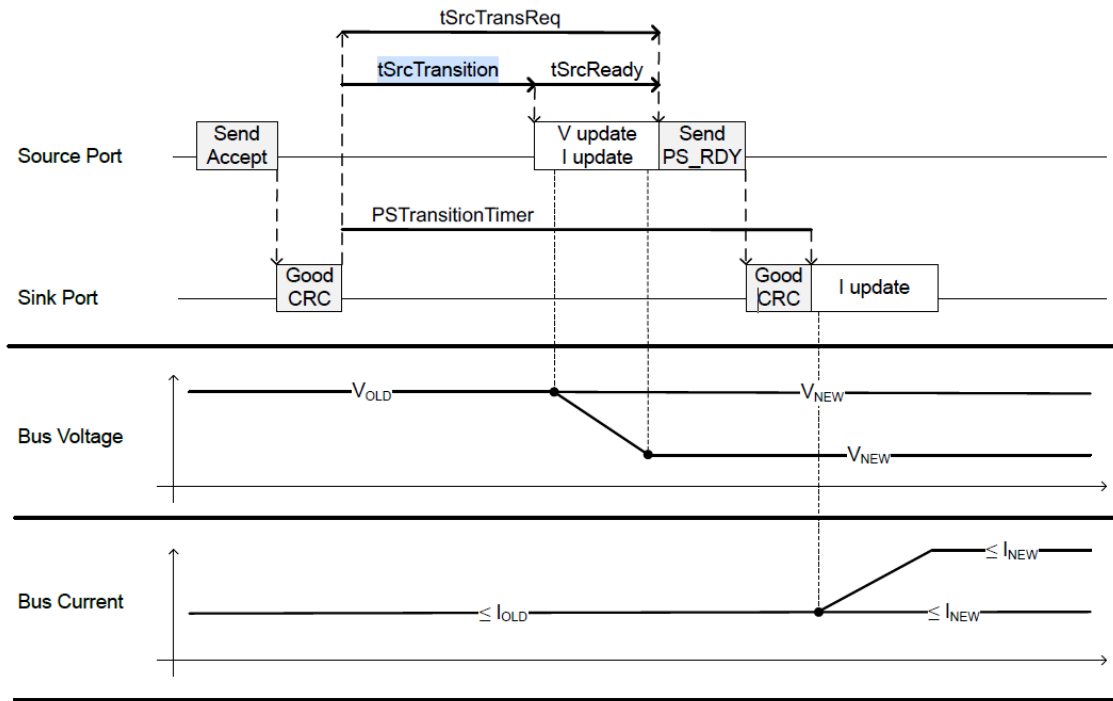 tSrcTransReq
tSrcTransition
tSrcReady
Source Port
Send
Accept
V update
I update
Send
PS_RDY
PSTransitionTimer
Sink Port
Good
CRC
Good
CRC
I update
Bus Voltage
VOLD
VNEW
VNEW
Bus Current
≤ IOLD
≤ INEW
≤ INEW